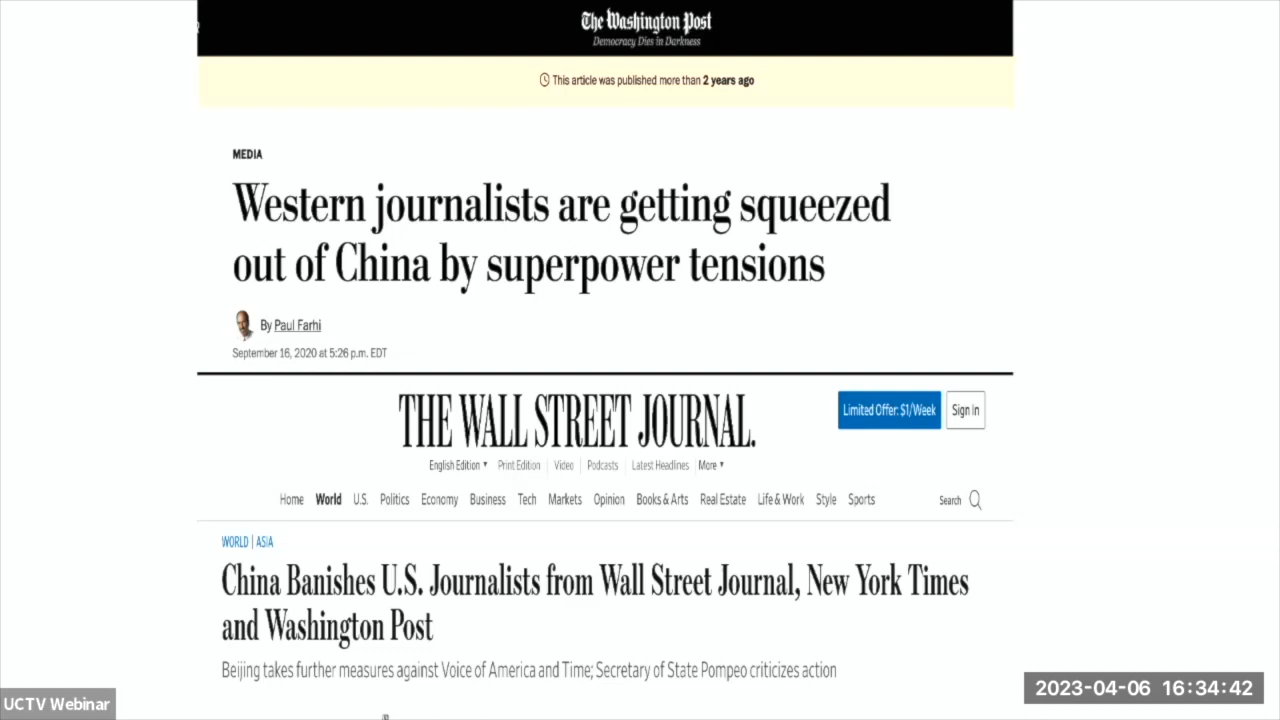 The Washington Post
Democracy Dies in Darkness
This article was published more than 2 years ago
MEDIA
Western journalists are getting squeezed
out of China by superpower tensions
By Paul Farhi
September 16, 2020 at 5:26 p.m. EDT
THE WALL STREET JOURNAL.
Limited Offer: $1/Week
Sign In
English Edition
Print Edition
Video
Podcasts
Latest Headlines
More
Home World U.S. Politics Economy Business Tech Markets Opinion Books & Arts Real Estate Life & Work Style Sports
Search
WORLD | ASIA
China Banishes U.S. Journalists from Wall Street Journal, New York Times
and Washington Post
Beijing takes further measures against Voice of America and Time; Secretary of State Pompeo criticizes action
UCTV Webinar
2023-04-06 16:34:42